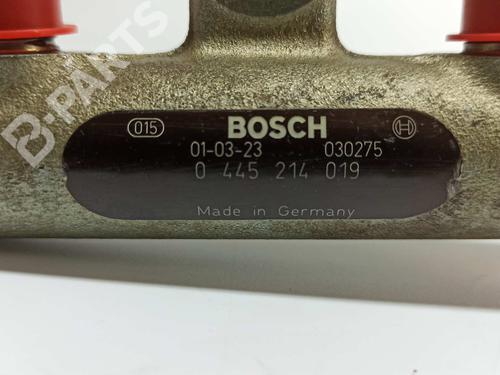 B-PARTS
015 BOSCH
01-03-23 030275
0 445 214 019
Made in Germany